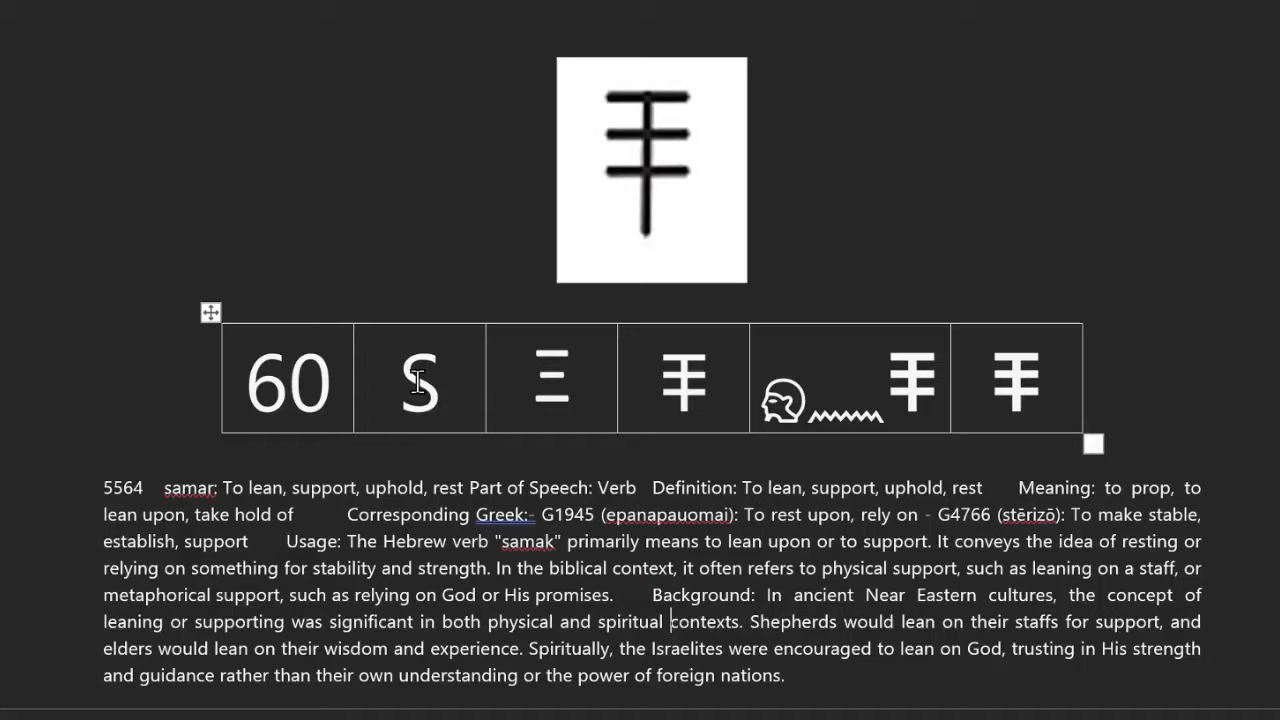 𐤎
60 S Ξ 𐤎 𐤓𐤌𐤎 𐤎
5564 samar: To lean, support, uphold, rest Part of Speech: Verb Definition: To lean, support, uphold, rest Meaning: to prop, to
lean upon, take hold of Corresponding Greek:- G1945 (epanapauomai): To rest upon, rely on - G4766 (stērizō): To make stable,
establish, support Usage: The Hebrew verb "samak" primarily means to lean upon or to support. It conveys the idea of resting or
relying on something for stability and strength. In the biblical context, it often refers to physical support, such as leaning on a staff, or
metaphorical support, such as relying on God or His promises. Background: In ancient Near Eastern cultures, the concept of
leaning or supporting was significant in both physical and spiritual contexts. Shepherds would lean on their staffs for support, and
elders would lean on their wisdom and experience. Spiritually, the Israelites were encouraged to lean on God, trusting in His strength
and guidance rather than their own understanding or the power of foreign nations.